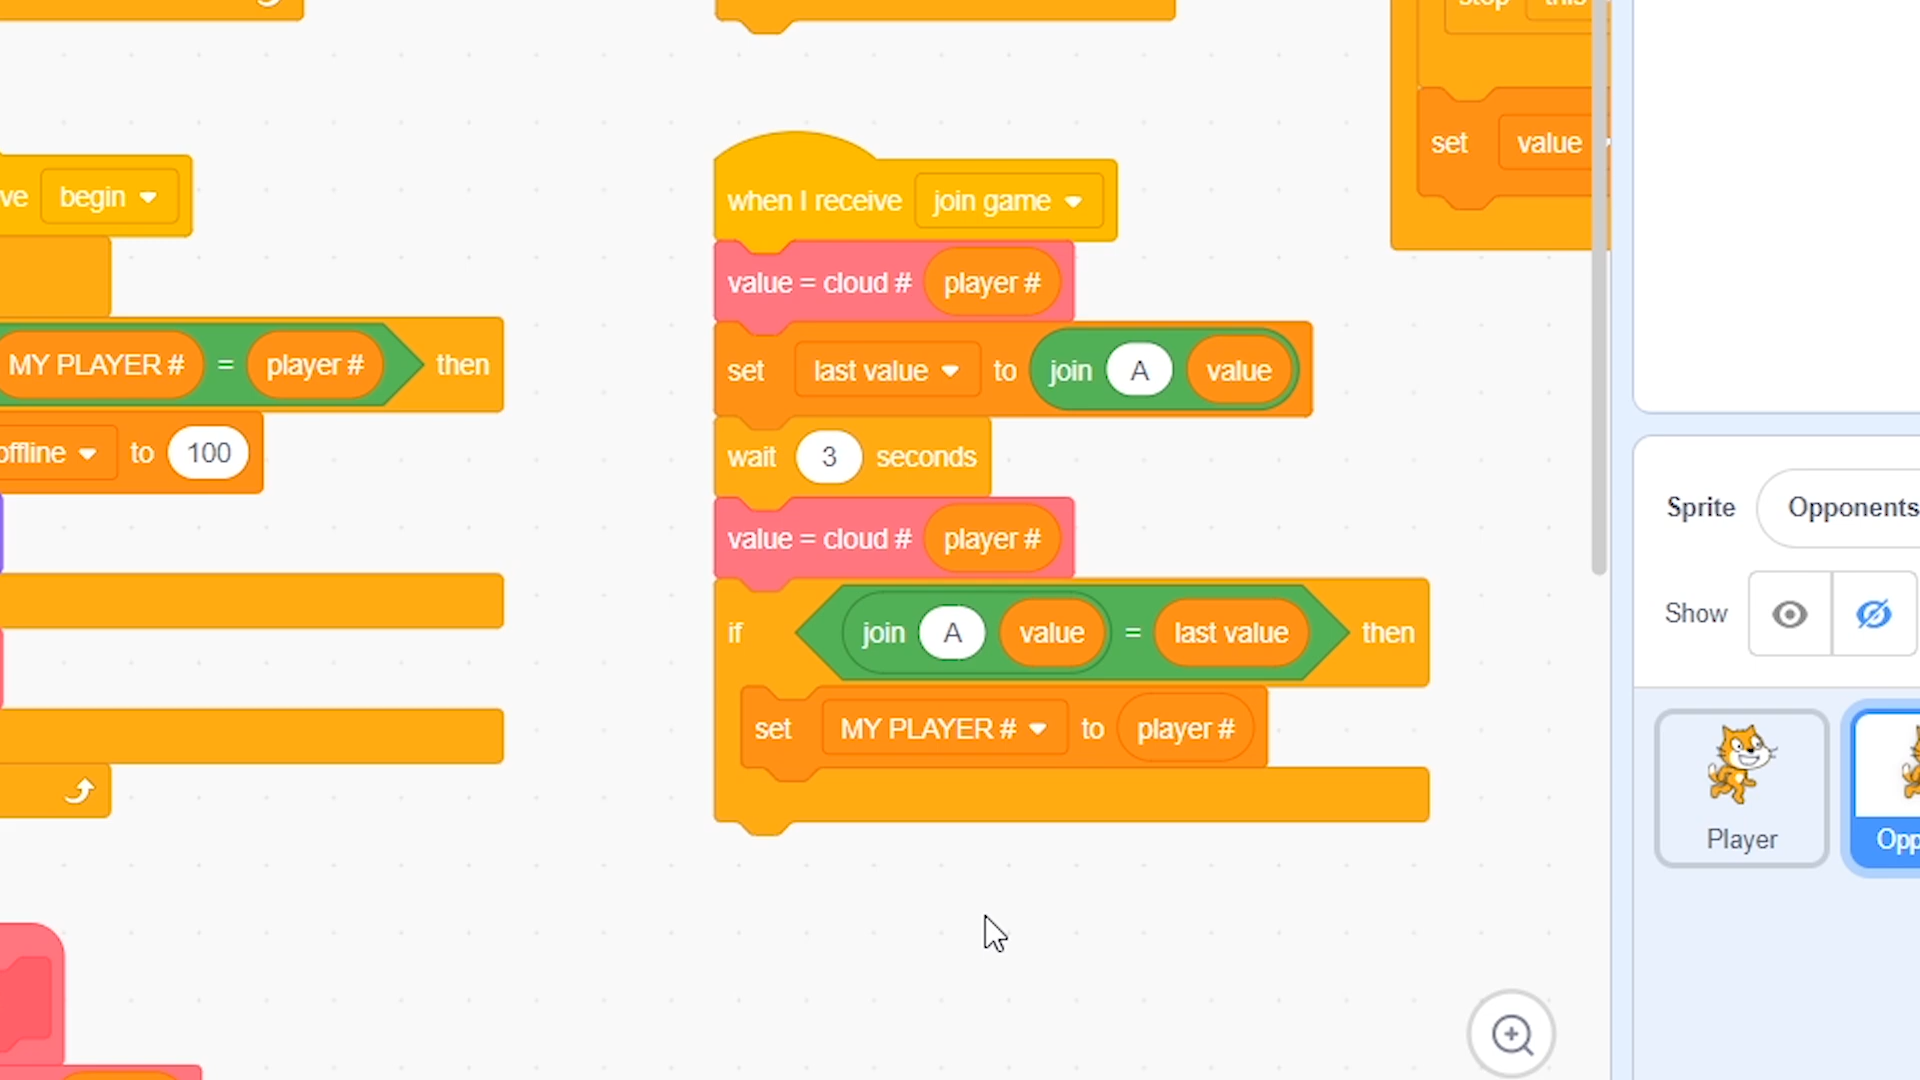 stop this
set value
ve begin
MY PLAYER # = player # then
offline to 100
when I receive join game
value = cloud # player #
set last value to join A value
wait 3 seconds
value = cloud # player #
if join A value = last value then
set MY PLAYER # to player #
Sprite Opponents
Show
Player
Opp